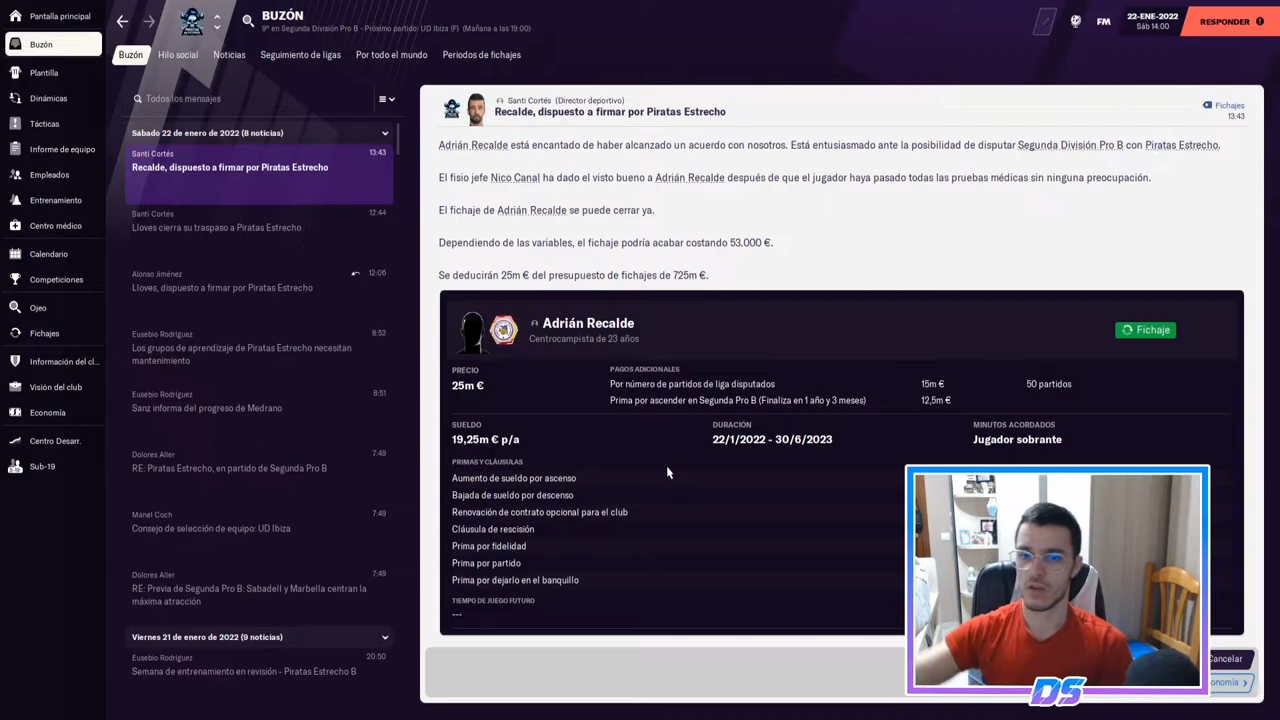 Pantalla principal
Buzón
Plantilla
Dinámicas
Tácticas
Informe de equipo
Empleados
Entrenamiento
Centro médico
Calendario
Competiciones
Ojeo
Fichajes
Información del cl...
Visión del club
Economía
Centro Desarr.
Sub-19
BUZÓN
9º en Segunda División Pro B - Próximo partido: UD Ibiza (F) (Mañana a las 19:00)
FM
22-ENE-2022
Sáb 14:00
RESPONDER
Buzón
Hilo social
Noticias
Seguimiento de ligas
Por todo el mundo
Periodos de fichajes
Todos los mensajes
Sábado 22 de enero de 2022 (8 noticias)
Santi Cortés 13:43
Recalde, dispuesto a firmar por Piratas Estrecho
Santi Cortés 12:44
Lloves cierra su traspaso a Piratas Estrecho
Alonso Jiménez 12:06
Lloves, dispuesto a firmar por Piratas Estrecho
Eusebio Rodríguez 8:52
Los grupos de aprendizaje de Piratas Estrecho necesitan
mantenimiento
Eusebio Rodríguez 8:51
Sanz informa del progreso de Medrano
Dolores Aller 7:49
RE: Piratas Estrecho, en partido de Segunda Pro B
Manel Coch 7:49
Consejo de selección de equipo: UD Ibiza
Dolores Aller 7:49
RE: Previa de Segunda Pro B: Sabadell y Marbella centran la
máxima atracción
Viernes 21 de enero de 2022 (9 noticias)
Eusebio Rodríguez 20:50
Semana de entrenamiento en revisión - Piratas Estrecho B
Santi Cortés (Director deportivo)
Recalde, dispuesto a firmar por Piratas Estrecho
Fichajes
13:43
Adrián Recalde está encantado de haber alcanzado un acuerdo con nosotros. Está entusiasmado ante la posibilidad de disputar Segunda División Pro B con Piratas Estrecho.
El fisio jefe Nico Canal ha dado el visto bueno a Adrián Recalde después de que el jugador haya pasado todas las pruebas médicas sin ninguna preocupación.
El fichaje de Adrián Recalde se puede cerrar ya.
Dependiendo de las variables, el fichaje podría acabar costando 53.000 €.
Se deducirán 25m € del presupuesto de fichajes de 725m €.
Adrián Recalde
Centrocampista de 23 años
Fichaje
PRECIO
25m €
PAGOS ADICIONALES
Por número de partidos de liga disputados 15m € 50 partidos
Prima por ascender en Segunda Pro B (Finaliza en 1 año y 3 meses) 12,5m €
SUELDO
19,25m € p/a
DURACIÓN
22/1/2022 - 30/6/2023
MINUTOS ACORDADOS
Jugador sobrante
PRIMAS Y CLÁUSULAS
Aumento de sueldo por ascenso
Bajada de sueldo por descenso
Renovación de contrato opcional para el club
Cláusula de rescisión
Prima por fidelidad
Prima por partido
Prima por dejarlo en el banquillo
TIEMPO DE JUEGO FUTURO
---
Cancelar
onomía
DS